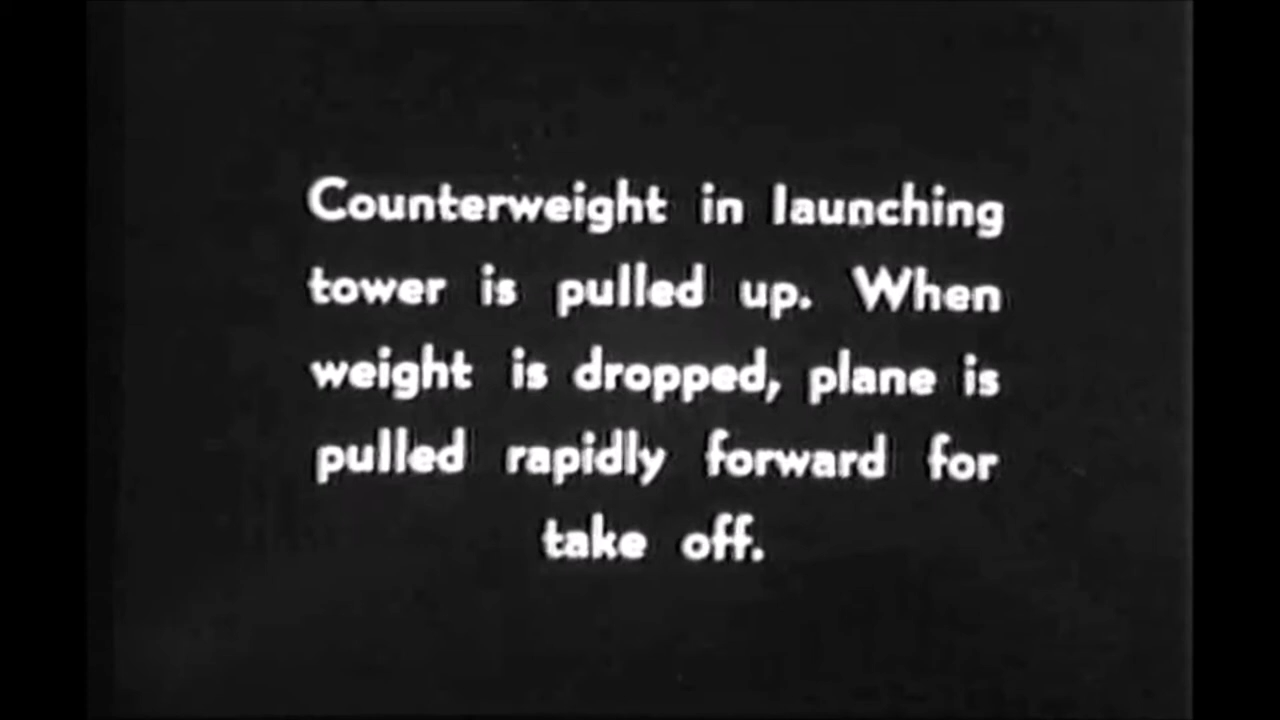 Counterweight in launching
tower is pulled up. When
weight is dropped, plane is
pulled rapidly forward for
take off.